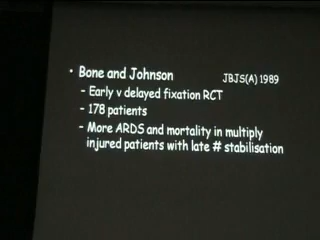 • Bone and Johnson JBJS(A) 1989
– Early v delayed fixation RCT
– 178 patients
– More ARDS and mortality in multiply
injured patients with late # stabilisation